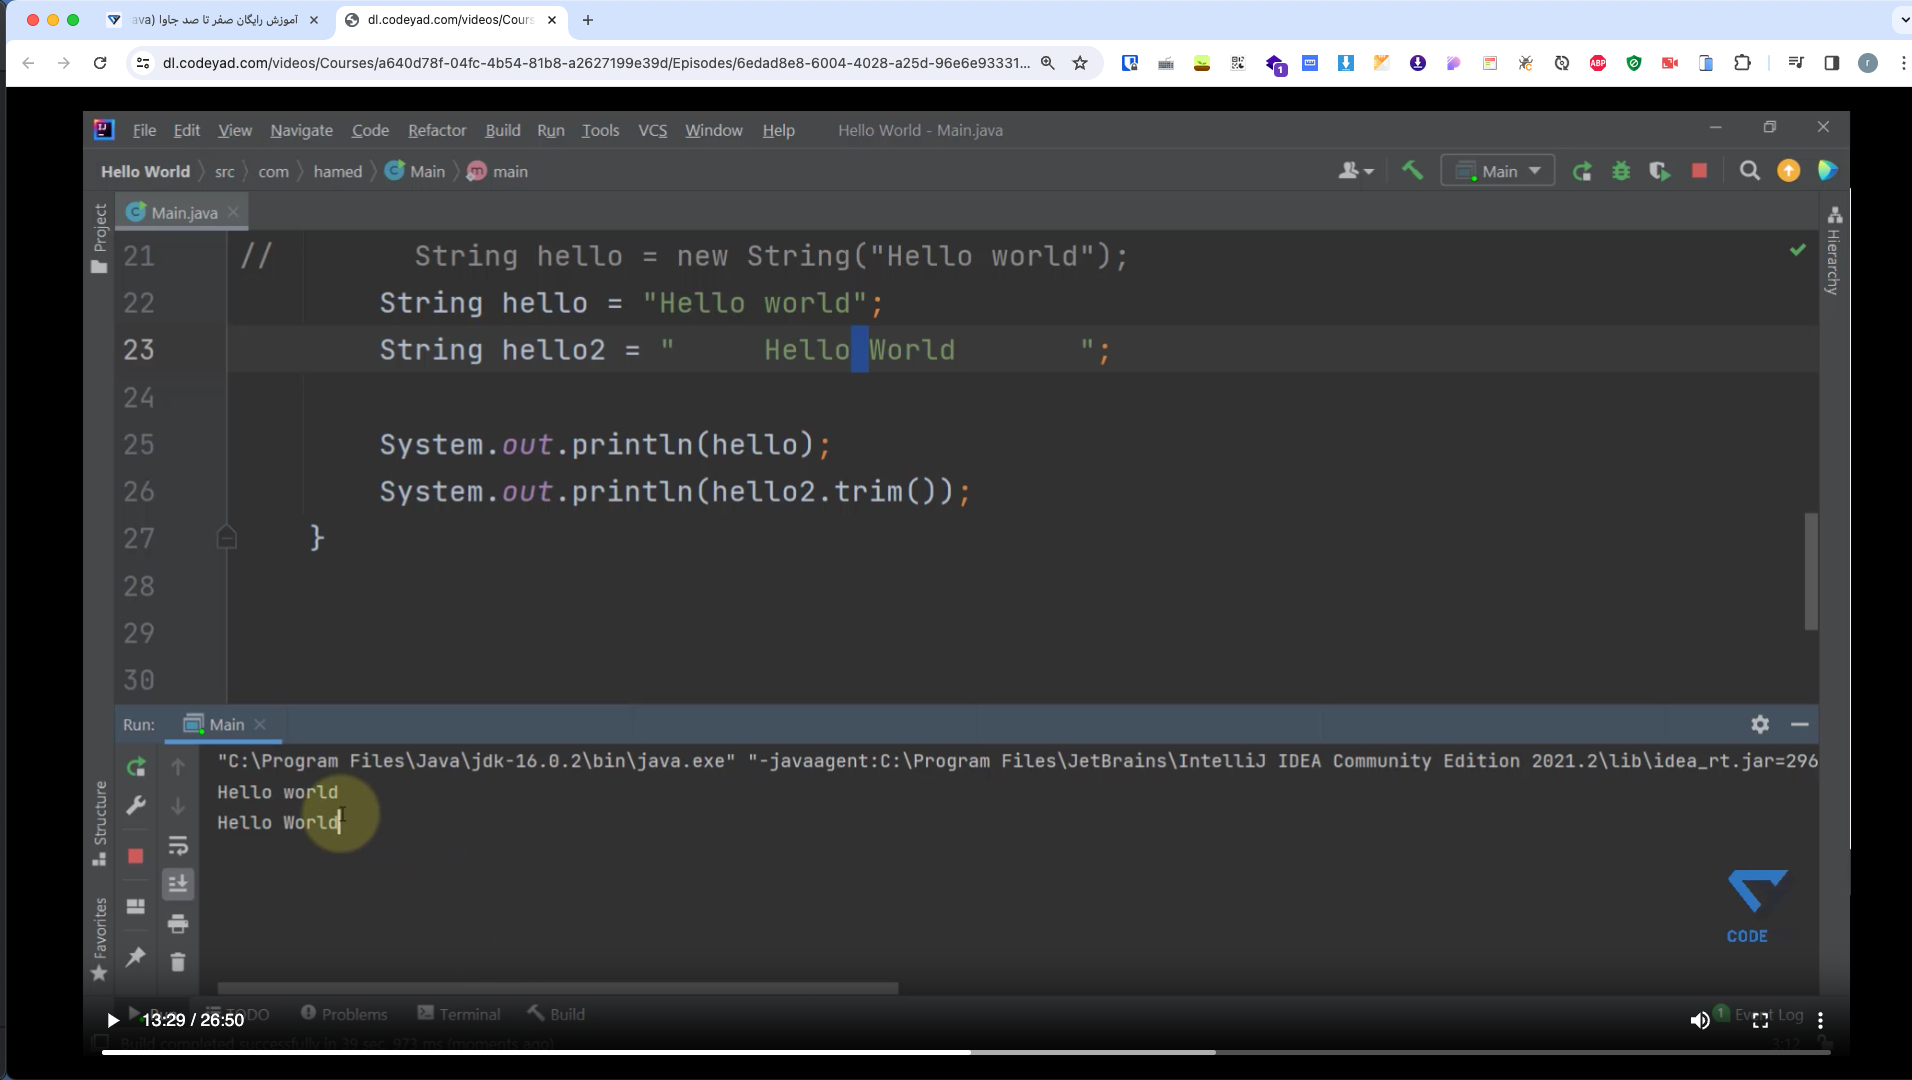 آموزش رایگان صفر تا صد جاوا (ava
dl.codeyad.com/videos/Cours
dl.codeyad.com/videos/Courses/a640d78f-04fc-4b54-81b8-a2627199e39d/Episodes/6edad8e8-6004-4028-a25d-96e6e93331...
1
ABP
r
File Edit View Navigate Code Refactor Build Run Tools VCS Window Help Hello World - Main.java
Hello World src com hamed Main main
Main
Project
Main.java
Hierarchy
21 // String hello = new String("Hello world");
22 String hello = "Hello world";
23 String hello2 = "     Hello World       ";
24
25 System.out.println(hello);
26 System.out.println(hello2.trim());
27 }
28
29
30
Run: Main
"C:\Program Files\Java\jdk-16.0.2\bin\java.exe" "-javaagent:C:\Program Files\JetBrains\IntelliJ IDEA Community Edition 2021.2\lib\idea_rt.jar=296
Hello world
Hello World
Structure
Favorites
CODE
TODO Problems Terminal Build 1 Event Log
13:29 / 26:50
Build completed successfully in 39 sec, 973 ms (moments ago) 3:12